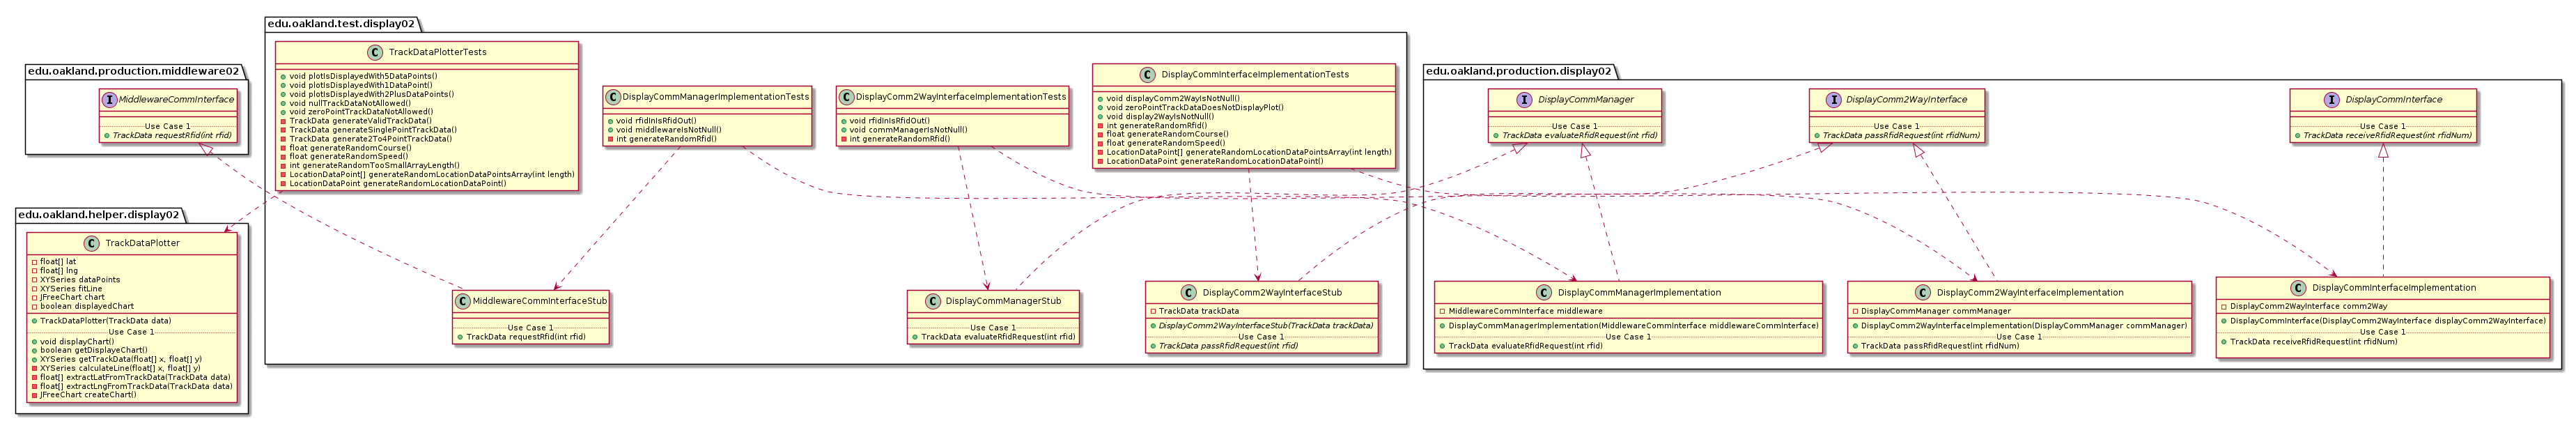 edu.oakland.production.middleware02
I MiddlewareCommInterface
Use Case 1
TrackData requestRfid(int rfid)
edu.oakland.helper.display02
C TrackDataPlotter
float[] lat
float[] lng
XYSeries dataPoints
XYSeries fitLine
JFreeChart chart
boolean displayedChart
TrackDataPlotter(TrackData data)
Use Case 1
void displayChart()
boolean getDisplayeChart()
XYSeries getTrackData(float[] x, float[] y)
XYSeries calculateLine(float[] x, float[] y)
float[] extractLatFromTrackData(TrackData data)
float[] extractLngFromTrackData(TrackData data)
JFreeChart createChart()
edu.oakland.test.display02
C TrackDataPlotterTests
void plotIsDisplayedWith5DataPoints()
void plotIsDisplayedWith1DataPoint()
void plotIsDisplayedWith2PlusDataPoints()
void nullTrackDataNotAllowed()
void zeroPointTrackDataNotAllowed()
TrackData generateValidTrackData()
TrackData generateSinglePointTrackData()
TrackData generate2To4PointTrackData()
float generateRandomCourse()
float generateRandomSpeed()
int generateRandomTooSmallArrayLength()
LocationDataPoint[] generateRandomLocationDataPointsArray(int length)
LocationDataPoint generateRandomLocationDataPoint()
C DisplayCommManagerImplementationTests
void rfidInIsRfidOut()
void middlewareIsNotNull()
int generateRandomRfid()
C DisplayComm2WayInterfaceImplementationTests
void rfidInIsRfidOut()
void commManagerIsNotNull()
int generateRandomRfid()
C DisplayCommInterfaceImplementationTests
void displayComm2WayIsNotNull()
void zeroPointTrackDataDoesNotDisplayPlot()
void display2WayIsNotNull()
int generateRandomRfid()
float generateRandomCourse()
float generateRandomSpeed()
LocationDataPoint[] generateRandomLocationDataPointsArray(int length)
LocationDataPoint generateRandomLocationDataPoint()
C MiddlewareCommInterfaceStub
Use Case 1
TrackData requestRfid(int rfid)
C DisplayCommManagerStub
Use Case 1
TrackData evaluateRfidRequest(int rfid)
C DisplayComm2WayInterfaceStub
TrackData trackData
DisplayComm2WayInterfaceStub(TrackData trackData)
Use Case 1
TrackData passRfidRequest(int rfid)
edu.oakland.production.display02
I DisplayCommManager
Use Case 1
TrackData evaluateRfidRequest(int rfid)
I DisplayComm2WayInterface
Use Case 1
TrackData passRfidRequest(int rfidNum)
I DisplayCommInterface
Use Case 1
TrackData receiveRfidRequest(int rfidNum)
C DisplayCommManagerImplementation
MiddlewareCommInterface middleware
DisplayCommManagerImplementation(MiddlewareCommInterface middlewareCommInterface)
Use Case 1
TrackData evaluateRfidRequest(int rfid)
C DisplayComm2WayInterfaceImplementation
DisplayCommManager commManager
DisplayComm2WayInterfaceImplementation(DisplayCommManager commManager)
Use Case 1
TrackData passRfidRequest(int rfidNum)
C DisplayCommInterfaceImplementation
DisplayComm2WayInterface comm2Way
DisplayCommInterface(DisplayComm2WayInterface displayComm2WayInterface)
Use Case 1
TrackData receiveRfidRequest(int rfidNum)